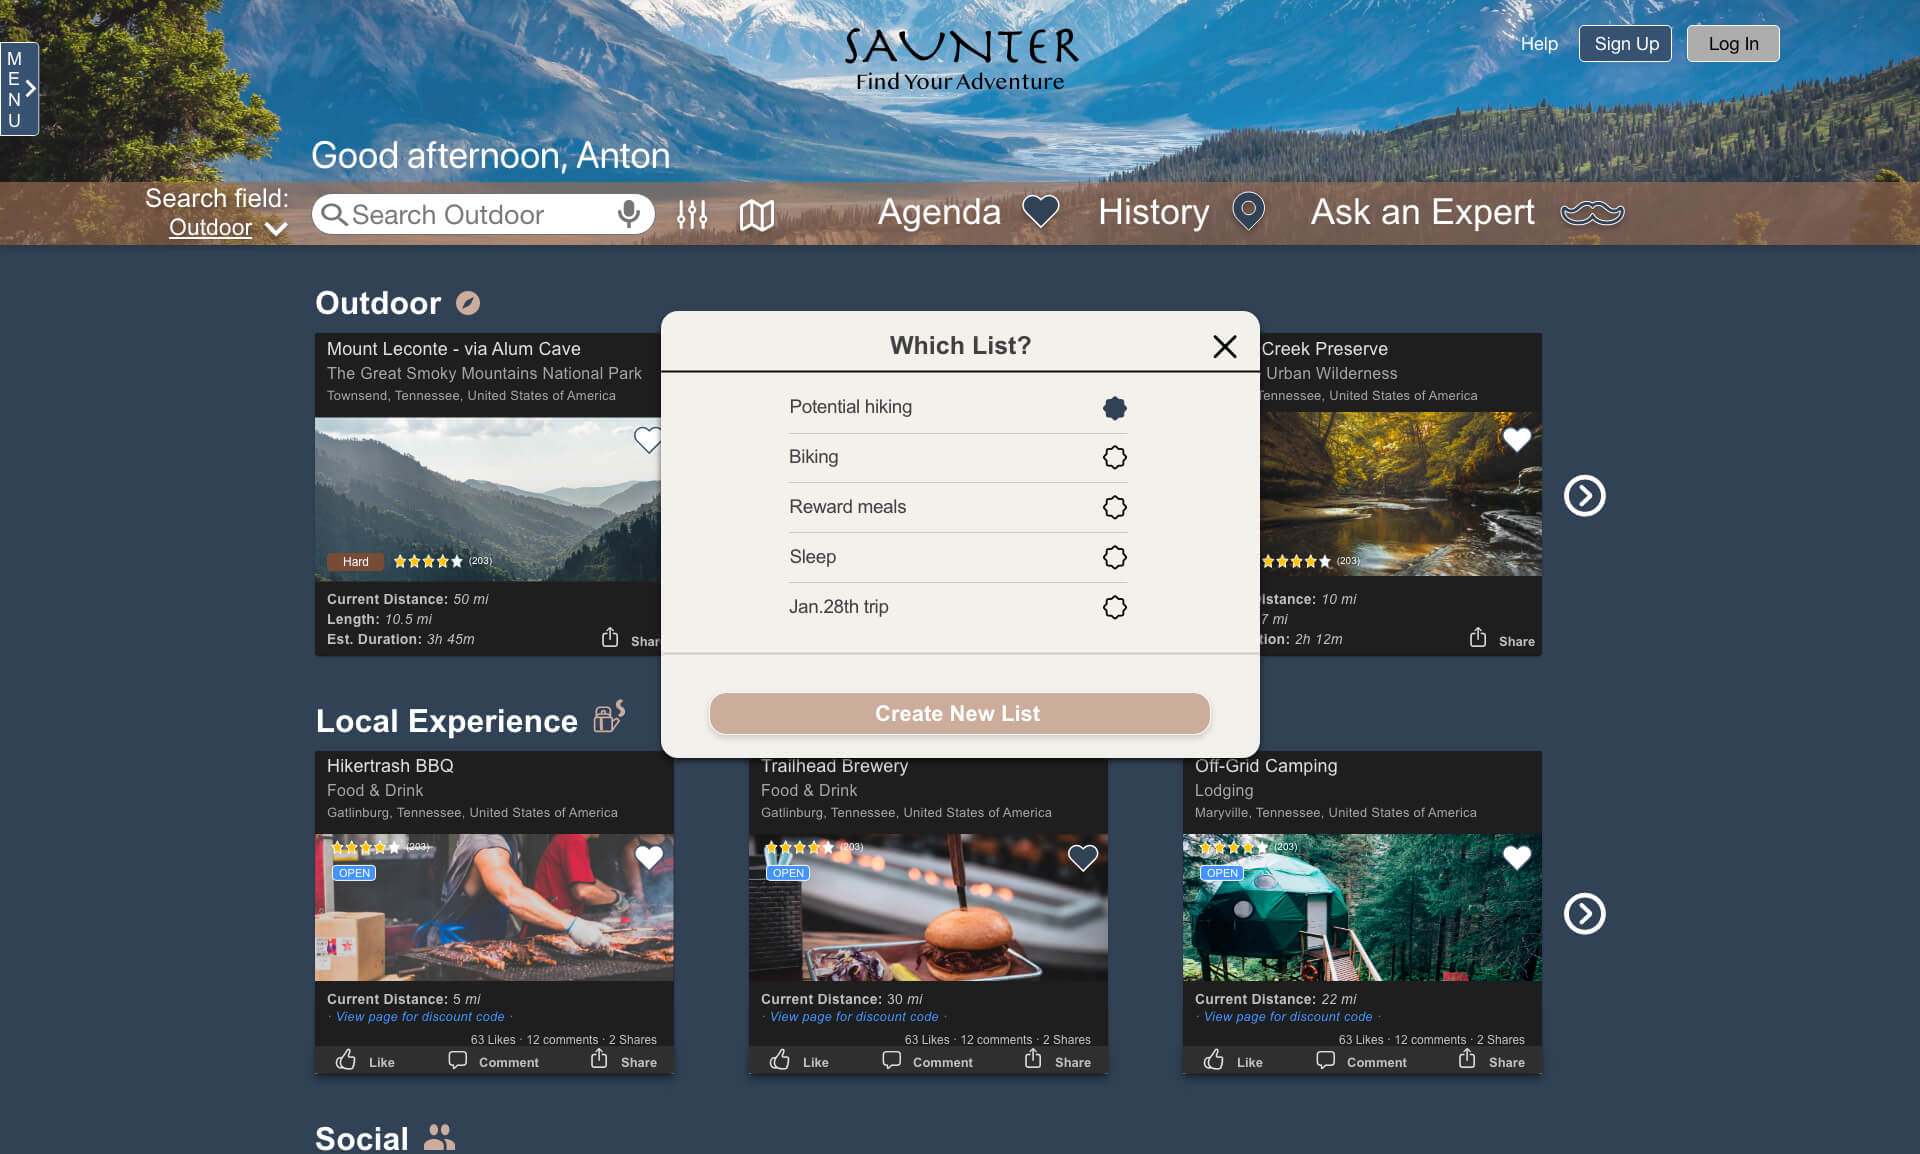 SAUNTER
Find Your Adventure
Help
Sign Up
Log In
MENU
Good afternoon, Anton
Search field:
Outdoor
Search Outdoor
Agenda
History
Ask an Expert
Outdoor
Mount Leconte - via Alum Cave
The Great Smoky Mountains National Park
Townsend, Tennessee, United States of America
Hard
(203)
Current Distance: 50 mi
Length: 10.5 mi
Est. Duration: 3h 45m
Share
Which List?
Potential hiking
Biking
Reward meals
Sleep
Jan.28th trip
Create New List
Creek Preserve
Urban Wilderness
Tennessee, United States of America
(203)
istance: 10 mi
7 mi
tion: 2h 12m
Share
Local Experience
Hikertrash BBQ
Food & Drink
Gatlinburg, Tennessee, United States of America
(203)
OPEN
Current Distance: 5 mi
· View page for discount code ·
63 Likes · 12 comments · 2 Shares
Like
Comment
Share
Trailhead Brewery
Food & Drink
Gatlinburg, Tennessee, United States of America
(203)
OPEN
Current Distance: 30 mi
· View page for discount code ·
63 Likes · 12 comments · 2 Shares
Like
Comment
Share
Off-Grid Camping
Lodging
Maryville, Tennessee, United States of America
(203)
OPEN
Current Distance: 22 mi
· View page for discount code ·
63 Likes · 12 comments · 2 Shares
Like
Comment
Share
Social